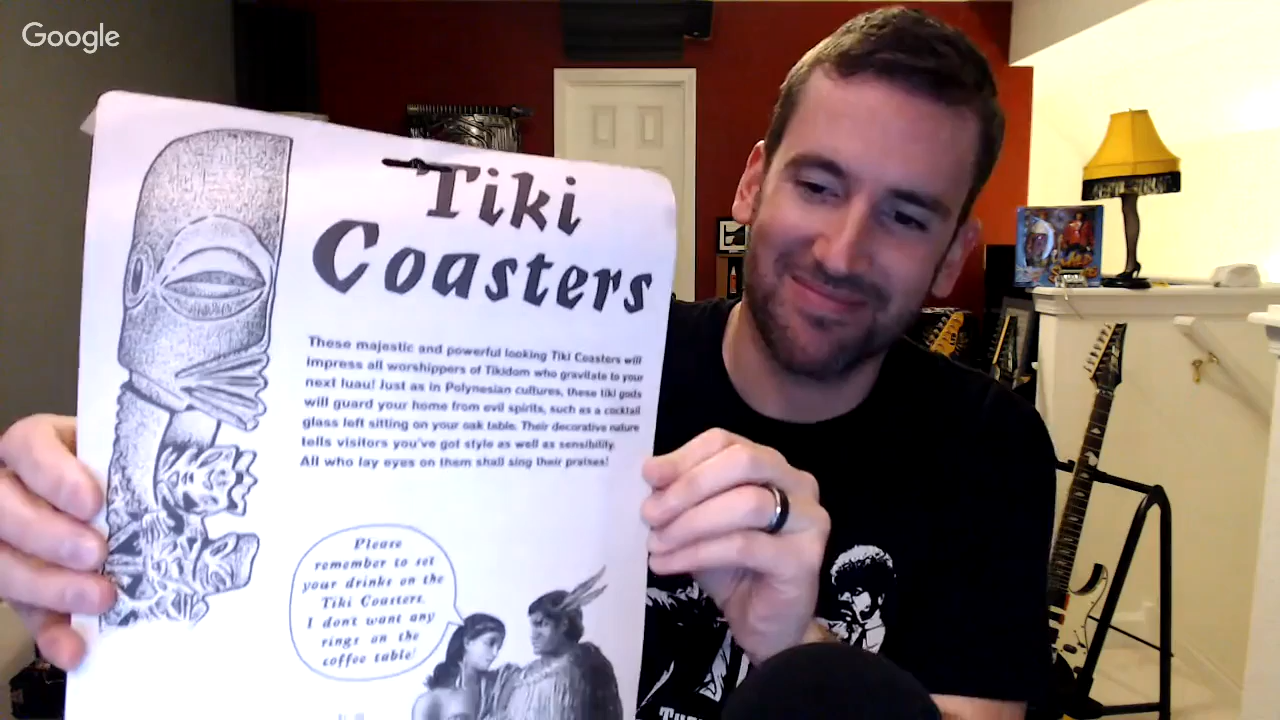 Google
Tiki
Coasters
These majestic and powerful looking Tiki Coasters will
impress all worshippers of Tikidom who gravitate to your
next luau! Just as in Polynesian cultures, these tiki gods
will guard your home from evil spirits, such as a cocktail
glass left sitting on your oak table. Their decorative nature
tells visitors you've got style as well as sensibility.
All who lay eyes on them shall sing their praises!
Please
remember to set
your drinks on the
Tiki Coasters.
I don't want any
rings on the
coffee table!